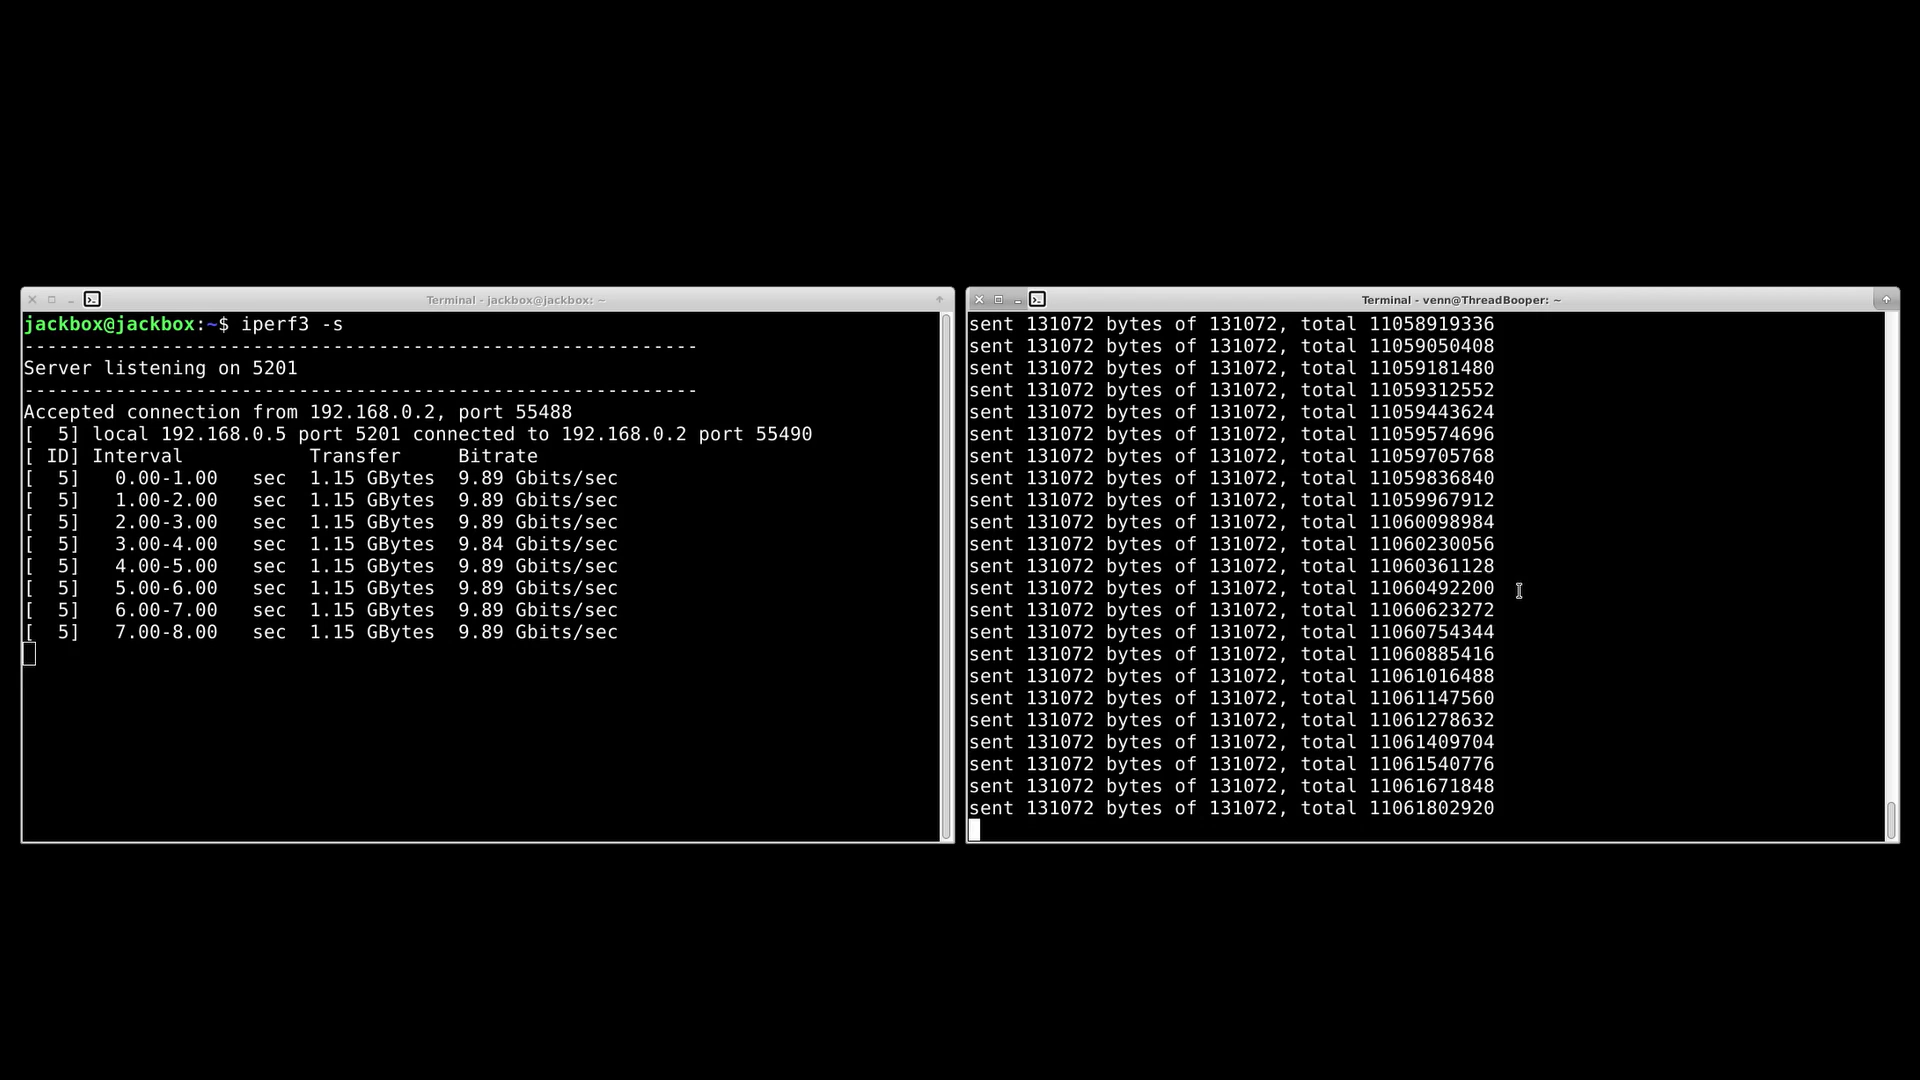 Terminal - jackbox@jackbox: ~
jackbox@jackbox:~$ iperf3 -s
-----------------------------------------------------------
Server listening on 5201
-----------------------------------------------------------
Accepted connection from 192.168.0.2, port 55488
[  5] local 192.168.0.5 port 5201 connected to 192.168.0.2 port 55490
[ ID] Interval           Transfer     Bitrate
[  5]   0.00-1.00   sec  1.15 GBytes  9.89 Gbits/sec
[  5]   1.00-2.00   sec  1.15 GBytes  9.89 Gbits/sec
[  5]   2.00-3.00   sec  1.15 GBytes  9.89 Gbits/sec
[  5]   3.00-4.00   sec  1.15 GBytes  9.84 Gbits/sec
[  5]   4.00-5.00   sec  1.15 GBytes  9.89 Gbits/sec
[  5]   5.00-6.00   sec  1.15 GBytes  9.89 Gbits/sec
[  5]   6.00-7.00   sec  1.15 GBytes  9.89 Gbits/sec
[  5]   7.00-8.00   sec  1.15 GBytes  9.89 Gbits/sec
Terminal - venn@ThreadBooper: ~
sent 131072 bytes of 131072, total 11058919336
sent 131072 bytes of 131072, total 11059050408
sent 131072 bytes of 131072, total 11059181480
sent 131072 bytes of 131072, total 11059312552
sent 131072 bytes of 131072, total 11059443624
sent 131072 bytes of 131072, total 11059574696
sent 131072 bytes of 131072, total 11059705768
sent 131072 bytes of 131072, total 11059836840
sent 131072 bytes of 131072, total 11059967912
sent 131072 bytes of 131072, total 11060098984
sent 131072 bytes of 131072, total 11060230056
sent 131072 bytes of 131072, total 11060361128
sent 131072 bytes of 131072, total 11060492200
sent 131072 bytes of 131072, total 11060623272
sent 131072 bytes of 131072, total 11060754344
sent 131072 bytes of 131072, total 11060885416
sent 131072 bytes of 131072, total 11061016488
sent 131072 bytes of 131072, total 11061147560
sent 131072 bytes of 131072, total 11061278632
sent 131072 bytes of 131072, total 11061409704
sent 131072 bytes of 131072, total 11061540776
sent 131072 bytes of 131072, total 11061671848
sent 131072 bytes of 131072, total 11061802920